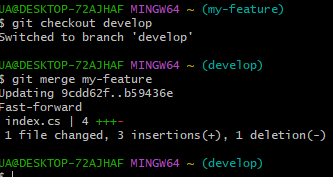 UA@DESKTOP-72AJHAF MINGW64 ~ (my-feature)
$ git checkout develop
Switched to branch 'develop'
UA@DESKTOP-72AJHAF MINGW64 ~ (develop)
$ git merge my-feature
Updating 9cdd62f..b59436e
Fast-forward
 index.cs | 4 +++-
 1 file changed, 3 insertions(+), 1 deletion(-)
UA@DESKTOP-72AJHAF MINGW64 ~ (develop)
$